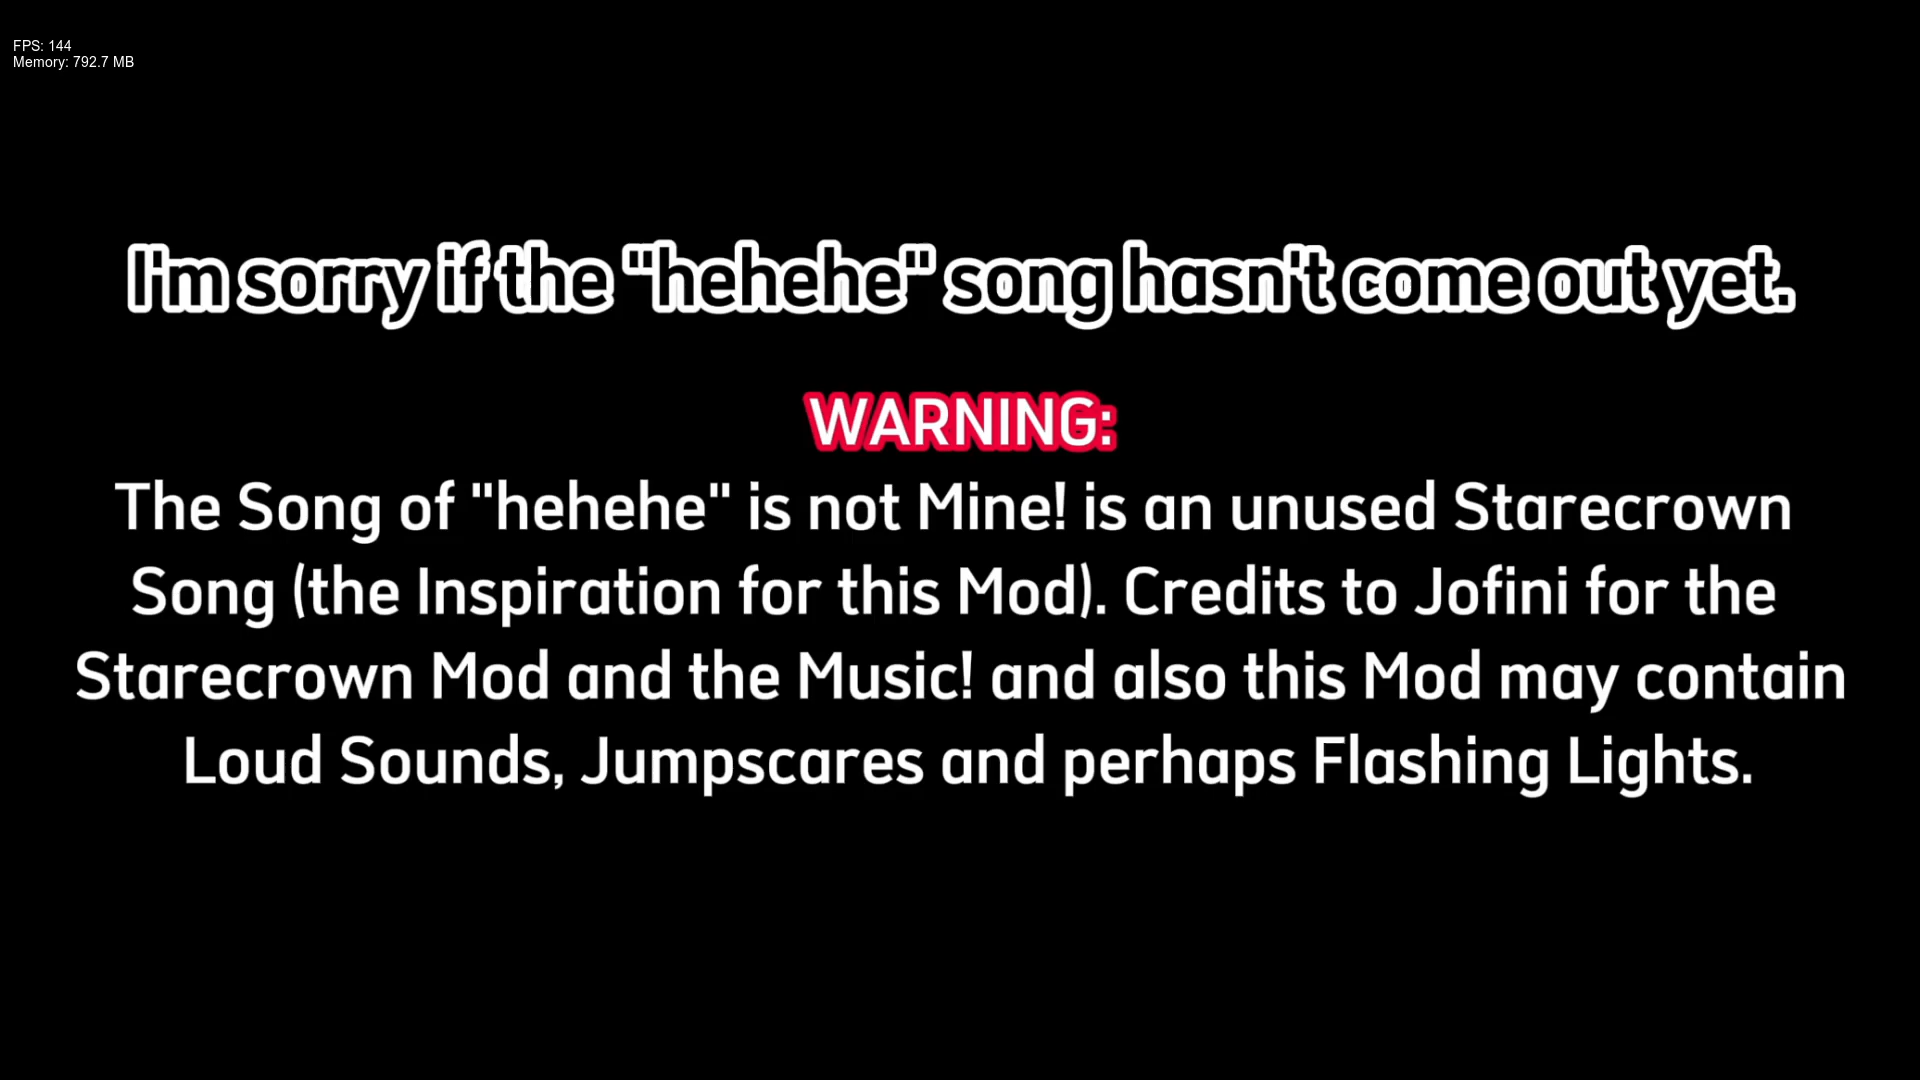 FPS: 144
Memory: 792.7 MB
I'm sorry if the "hehehe" song hasn't come out yet.
WARNING:
The Song of "hehehe" is not Mine! is an unused Starecrown
Song (the Inspiration for this Mod). Credits to Jofini for the
Starecrown Mod and the Music! and also this Mod may contain
Loud Sounds, Jumpscares and perhaps Flashing Lights.